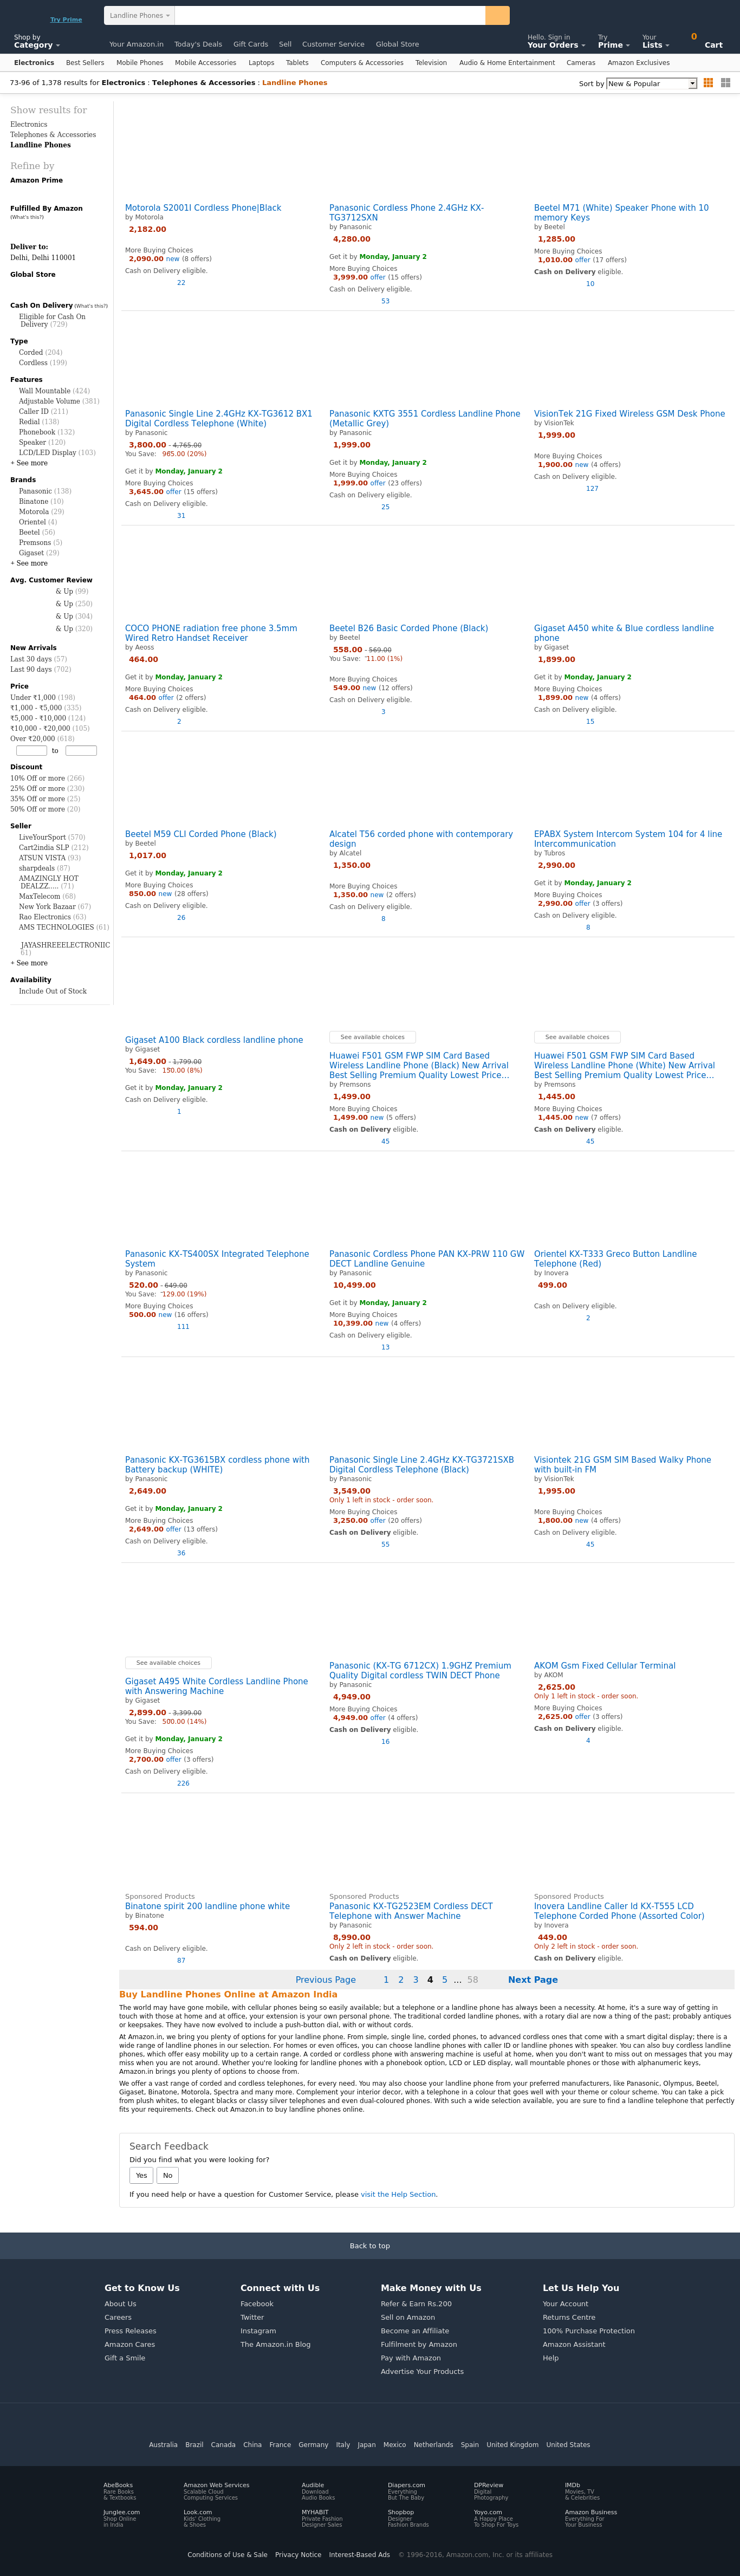 Try Prime
Landline Phones
Shop by
Category
Your Amazon.in Today's Deals Gift Cards Sell Customer Service Global Store
Hello. Sign in
Your Orders
Try
Prime
Your
Lists
0
Cart
Electronics Best Sellers Mobile Phones Mobile Accessories Laptops Tablets Computers & Accessories Television Audio & Home Entertainment Cameras Amazon Exclusives
73-96 of 1,378 results for Electronics : Telephones & Accessories : Landline Phones
Sort by New & Popular
Show results for
Electronics
Telephones & Accessories
Landline Phones
Refine by
Amazon Prime
Fulfilled By Amazon
(What's this?)
Deliver to:
Delhi, Delhi 110001
Global Store
Cash On Delivery (What's this?)
Eligible for Cash On
Delivery (729)
Type
Corded (204)
Cordless (199)
Features
Wall Mountable (424)
Adjustable Volume (381)
Caller ID (211)
Redial (138)
Phonebook (132)
Speaker (120)
LCD/LED Display (103)
+ See more
Brands
Panasonic (138)
Binatone (10)
Motorola (29)
Orientel (4)
Beetel (56)
Premsons (5)
Gigaset (29)
+ See more
Avg. Customer Review
& Up (99)
& Up (250)
& Up (304)
& Up (320)
New Arrivals
Last 30 days (57)
Last 90 days (702)
Price
Under ₹1,000 (198)
₹1,000 - ₹5,000 (335)
₹5,000 - ₹10,000 (124)
₹10,000 - ₹20,000 (105)
Over ₹20,000 (618)
to
Discount
10% Off or more (266)
25% Off or more (230)
35% Off or more (25)
50% Off or more (20)
Seller
LiveYourSport (570)
Cart2india SLP (212)
ATSUN VISTA (93)
sharpdeals (87)
AMAZINGLY HOT
DEALZZ..... (71)
MaxTelecom (68)
New York Bazaar (67)
Rao Electronics (63)
AMS TECHNOLOGIES (61)
JAYASHREEELECTRONIIC
61)
+ See more
Availability
Include Out of Stock
Motorola S2001I Cordless Phone|Black
by Motorola
2,182.00
More Buying Choices
2,090.00 new (8 offers)
Cash on Delivery eligible.
22
Panasonic Cordless Phone 2.4GHz KX-
TG3712SXN
by Panasonic
4,280.00
Get it by Monday, January 2
More Buying Choices
3,999.00 offer (15 offers)
Cash on Delivery eligible.
53
Beetel M71 (White) Speaker Phone with 10
memory Keys
by Beetel
1,285.00
More Buying Choices
1,010.00 offer (17 offers)
Cash on Delivery eligible.
10
Panasonic Single Line 2.4GHz KX-TG3612 BX1
Digital Cordless Telephone (White)
by Panasonic
3,800.00 - 4,765.00
You Save: 965.00 (20%)
Get it by Monday, January 2
More Buying Choices
3,645.00 offer (15 offers)
Cash on Delivery eligible.
31
Panasonic KXTG 3551 Cordless Landline Phone
(Metallic Grey)
by Panasonic
1,999.00
Get it by Monday, January 2
More Buying Choices
1,999.00 offer (23 offers)
Cash on Delivery eligible.
25
VisionTek 21G Fixed Wireless GSM Desk Phone
by VisionTek
1,999.00
More Buying Choices
1,900.00 new (4 offers)
Cash on Delivery eligible.
127
COCO PHONE radiation free phone 3.5mm
Wired Retro Handset Receiver
by Aeoss
464.00
Get it by Monday, January 2
More Buying Choices
464.00 offer (2 offers)
Cash on Delivery eligible.
2
Beetel B26 Basic Corded Phone (Black)
by Beetel
558.00 - 569.00
You Save: 11.00 (1%)
More Buying Choices
549.00 new (12 offers)
Cash on Delivery eligible.
3
Gigaset A450 white & Blue cordless landline
phone
by Gigaset
1,899.00
Get it by Monday, January 2
More Buying Choices
1,899.00 new (4 offers)
Cash on Delivery eligible.
15
Beetel M59 CLI Corded Phone (Black)
by Beetel
1,017.00
Get it by Monday, January 2
More Buying Choices
850.00 new (28 offers)
Cash on Delivery eligible.
26
Alcatel T56 corded phone with contemporary
design
by Alcatel
1,350.00
More Buying Choices
1,350.00 new (2 offers)
Cash on Delivery eligible.
8
EPABX System Intercom System 104 for 4 line
Intercommunication
by Tubros
2,990.00
Get it by Monday, January 2
More Buying Choices
2,990.00 offer (3 offers)
Cash on Delivery eligible.
8
Gigaset A100 Black cordless landline phone
by Gigaset
1,649.00 - 1,799.00
You Save: 150.00 (8%)
Get it by Monday, January 2
Cash on Delivery eligible.
1
See available choices
Huawei F501 GSM FWP SIM Card Based
Wireless Landline Phone (Black) New Arrival
Best Selling Premium Quality Lowest Price...
by Premsons
1,499.00
More Buying Choices
1,499.00 new (5 offers)
Cash on Delivery eligible.
45
See available choices
Huawei F501 GSM FWP SIM Card Based
Wireless Landline Phone (White) New Arrival
Best Selling Premium Quality Lowest Price...
by Premsons
1,445.00
More Buying Choices
1,445.00 new (7 offers)
Cash on Delivery eligible.
45
Panasonic KX-TS400SX Integrated Telephone
System
by Panasonic
520.00 - 649.00
You Save: 129.00 (19%)
More Buying Choices
500.00 new (16 offers)
111
Panasonic Cordless Phone PAN KX-PRW 110 GW
DECT Landline Genuine
by Panasonic
10,499.00
Get it by Monday, January 2
More Buying Choices
10,399.00 new (4 offers)
Cash on Delivery eligible.
13
Orientel KX-T333 Greco Button Landline
Telephone (Red)
by Inovera
499.00
Cash on Delivery eligible.
2
Panasonic KX-TG3615BX cordless phone with
Battery backup (WHITE)
by Panasonic
2,649.00
Get it by Monday, January 2
More Buying Choices
2,649.00 offer (13 offers)
Cash on Delivery eligible.
36
Panasonic Single Line 2.4GHz KX-TG3721SXB
Digital Cordless Telephone (Black)
by Panasonic
3,549.00
Only 1 left in stock - order soon.
More Buying Choices
3,250.00 offer (20 offers)
Cash on Delivery eligible.
55
Visiontek 21G GSM SIM Based Walky Phone
with built-in FM
by VisionTek
1,995.00
More Buying Choices
1,800.00 new (4 offers)
Cash on Delivery eligible.
45
See available choices
Gigaset A495 White Cordless Landline Phone
with Answering Machine
by Gigaset
2,899.00 - 3,399.00
You Save: 500.00 (14%)
Get it by Monday, January 2
More Buying Choices
2,700.00 offer (3 offers)
Cash on Delivery eligible.
226
Panasonic (KX-TG 6712CX) 1.9GHZ Premium
Quality Digital cordless TWIN DECT Phone
by Panasonic
4,949.00
More Buying Choices
4,949.00 offer (4 offers)
Cash on Delivery eligible.
16
AKOM Gsm Fixed Cellular Terminal
by AKOM
2,625.00
Only 1 left in stock - order soon.
More Buying Choices
2,625.00 offer (3 offers)
Cash on Delivery eligible.
4
Sponsored Products
Binatone spirit 200 landline phone white
by Binatone
594.00
Cash on Delivery eligible.
87
Sponsored Products
Panasonic KX-TG2523EM Cordless DECT
Telephone with Answer Machine
by Panasonic
8,990.00
Only 2 left in stock - order soon.
Cash on Delivery eligible.
Sponsored Products
Inovera Landline Caller Id KX-T555 LCD
Telephone Corded Phone (Assorted Color)
by Inovera
449.00
Only 2 left in stock - order soon.
Cash on Delivery eligible.
Previous Page 1 2 3 4 5 ... 58 Next Page
Buy Landline Phones Online at Amazon India
The world may have gone mobile, with cellular phones being so easily available; but a telephone or a landline phone has always been a necessity. At home, it's a sure way of getting in
touch with those at home and at office, your extension is your own personal phone. The traditional corded landline phones, with a rotary dial are now a thing of the past; probably antiques
or keepsakes. They have now evolved to include a push-button dial, with or without cords.
At Amazon.in, we bring you plenty of options for your landline phone. From simple, single line, corded phones, to advanced cordless ones that come with a smart digital display; there is a
wide range of landline phones in our selection. For homes or even offices, you can choose landline phones with caller ID or landline phones with speaker. You can also buy cordless landline
phones, which offer easy mobility up to a certain range. A corded or cordless phone with answering machine is useful at home, when you don't want to miss out on messages that you may
miss when you are not around. Whether you're looking for landline phones with a phonebook option, LCD or LED display, wall mountable phones or those with alphanumeric keys,
Amazon.in brings you plenty of options to choose from.
We offer a vast range of corded and cordless telephones, for every need. You may also choose your landline phone from your preferred manufacturers, like Panasonic, Olympus, Beetel,
Gigaset, Binatone, Motorola, Spectra and many more. Complement your interior decor, with a telephone in a colour that goes well with your theme or colour scheme. You can take a pick
from plush whites, to elegant blacks or classy silver telephones and even dual-coloured phones. With such a wide selection available, you are sure to find a landline telephone that perfectly
fits your requirements. Check out Amazon.in to buy landline phones online.
Search Feedback
Did you find what you were looking for?
Yes No
If you need help or have a question for Customer Service, please visit the Help Section.
Back to top
Get to Know Us
About Us
Careers
Press Releases
Amazon Cares
Gift a Smile
Connect with Us
Facebook
Twitter
Instagram
The Amazon.in Blog
Make Money with Us
Refer & Earn Rs.200
Sell on Amazon
Become an Affiliate
Fulfilment by Amazon
Pay with Amazon
Advertise Your Products
Let Us Help You
Your Account
Returns Centre
100% Purchase Protection
Amazon Assistant
Help
Australia Brazil Canada China France Germany Italy Japan Mexico Netherlands Spain United Kingdom United States
AbeBooks
Rare Books
& Textbooks
Amazon Web Services
Scalable Cloud
Computing Services
Audible
Download
Audio Books
Diapers.com
Everything
But The Baby
DPReview
Digital
Photography
IMDb
Movies, TV
& Celebrities
Junglee.com
Shop Online
in India
Look.com
Kids' Clothing
& Shoes
MYHABIT
Private Fashion
Designer Sales
Shopbop
Designer
Fashion Brands
Yoyo.com
A Happy Place
To Shop For Toys
Amazon Business
Everything For
Your Business
Conditions of Use & Sale Privacy Notice Interest-Based Ads © 1996-2016, Amazon.com, Inc. or its affiliates